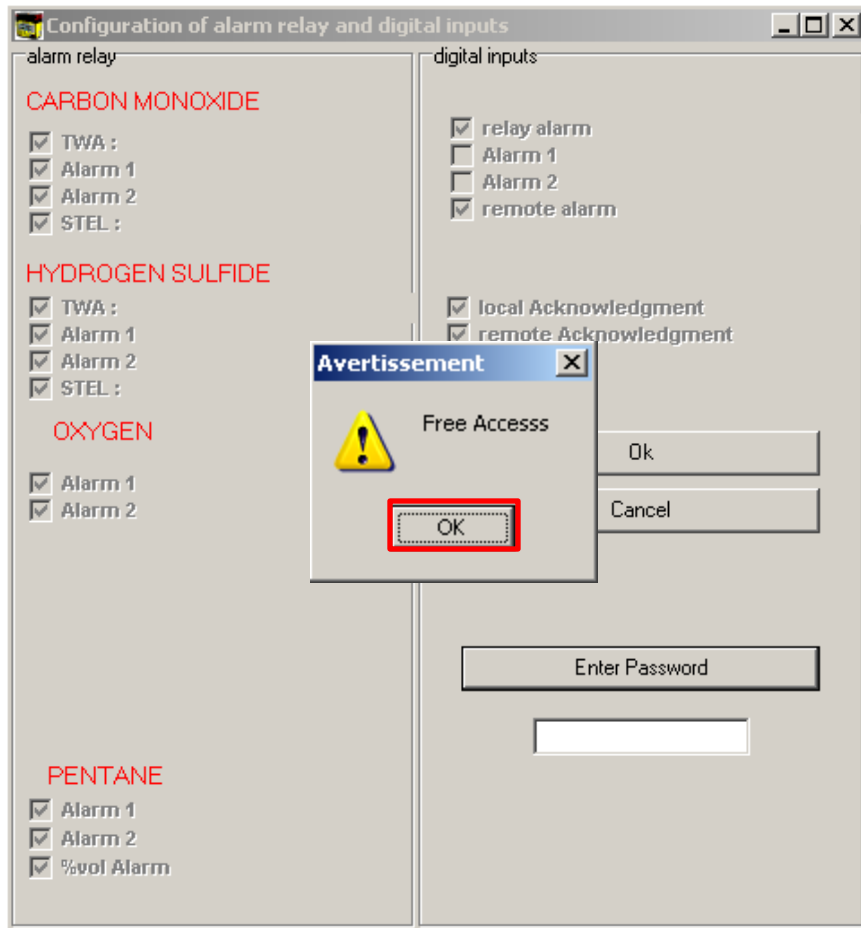 Configuration of alarm relay and digital inputs
alarm relay
CARBON MONOXIDE
TWA :
Alarm 1
Alarm 2
STEL :
HYDROGEN SULFIDE
TWA :
Alarm 1
Alarm 2
STEL :
OXYGEN
Alarm 1
Alarm 2
PENTANE
Alarm 1
Alarm 2
%vol Alarm
digital inputs
relay alarm
Alarm 1
Alarm 2
remote alarm
local Acknowledgment
remote Acknowledgment
Avertissement
Free Accesss
OK
Ok
Cancel
Enter Password